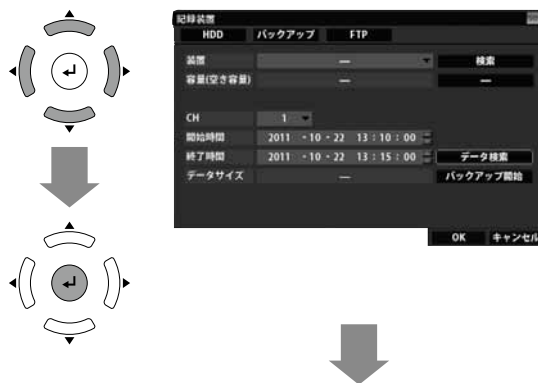 記録装置
HDD バックアップ FTP
装置 — 検索
容量(空き容量) — —
CH 1
開始時間 2011 - 10 - 22 13 : 10 : 00
終了時間 2011 - 10 - 22 13 : 15 : 00 データ検索
データサイズ — バックアップ開始
OK キャンセル